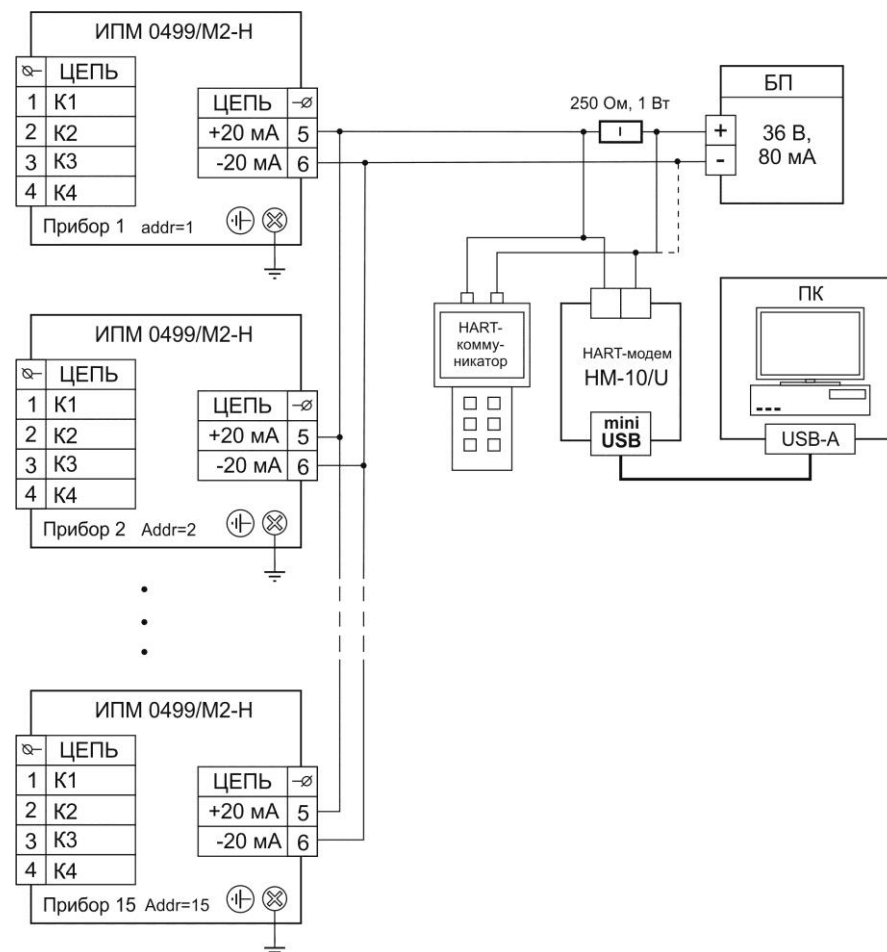 ИПМ 0499/М2-Н
ЦЕПЬ
1 К1
2 К2
3 К3
4 К4
ЦЕПЬ
+20 мА 5
-20 мА 6
Прибор 1 addr=1
250 Ом, 1 Вт
БП
+
-
36 В,
80 мА
HART-
комму-
никатор
HART-модем
HM-10/U
mini
USB
ПК
USB-A
ИПМ 0499/М2-Н
ЦЕПЬ
1 К1
2 К2
3 К3
4 К4
ЦЕПЬ
+20 мА 5
-20 мА 6
Прибор 2 Addr=2
ИПМ 0499/М2-Н
ЦЕПЬ
1 К1
2 К2
3 К3
4 К4
ЦЕПЬ
+20 мА 5
-20 мА 6
Прибор 15 Addr=15